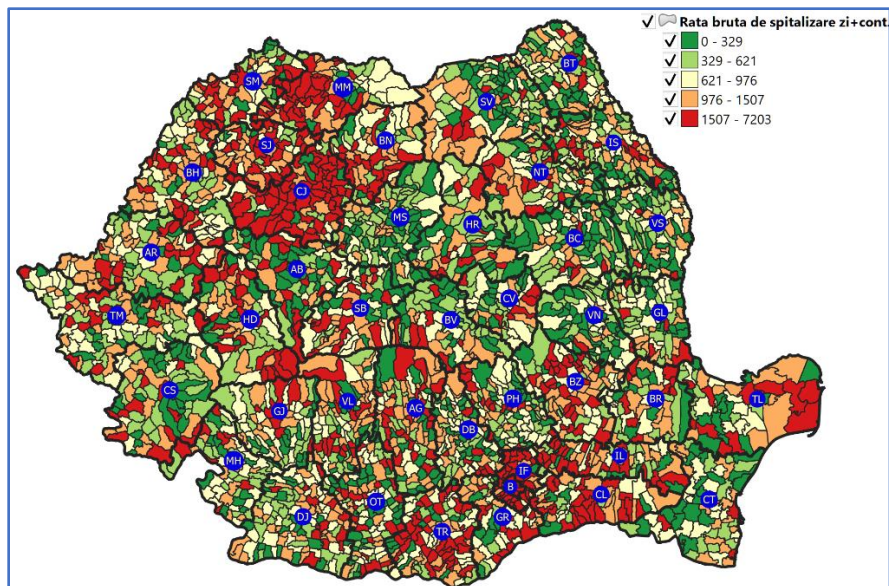 Rata bruta de spitalizare zi+cont.
0 - 329
329 - 621
621 - 976
976 - 1507
1507 - 7203
BT
SM
MM
SV
BN
IS
SJ
BH
NT
CJ
MS
HR
VS
BC
AR
AB
CV
SB
TM
HD
BV
VN
GL
BZ
CS
VL
PH
BR
TL
GJ
AG
DB
MH
IL
IF
B
CL
OT
CT
DJ
GR
TR